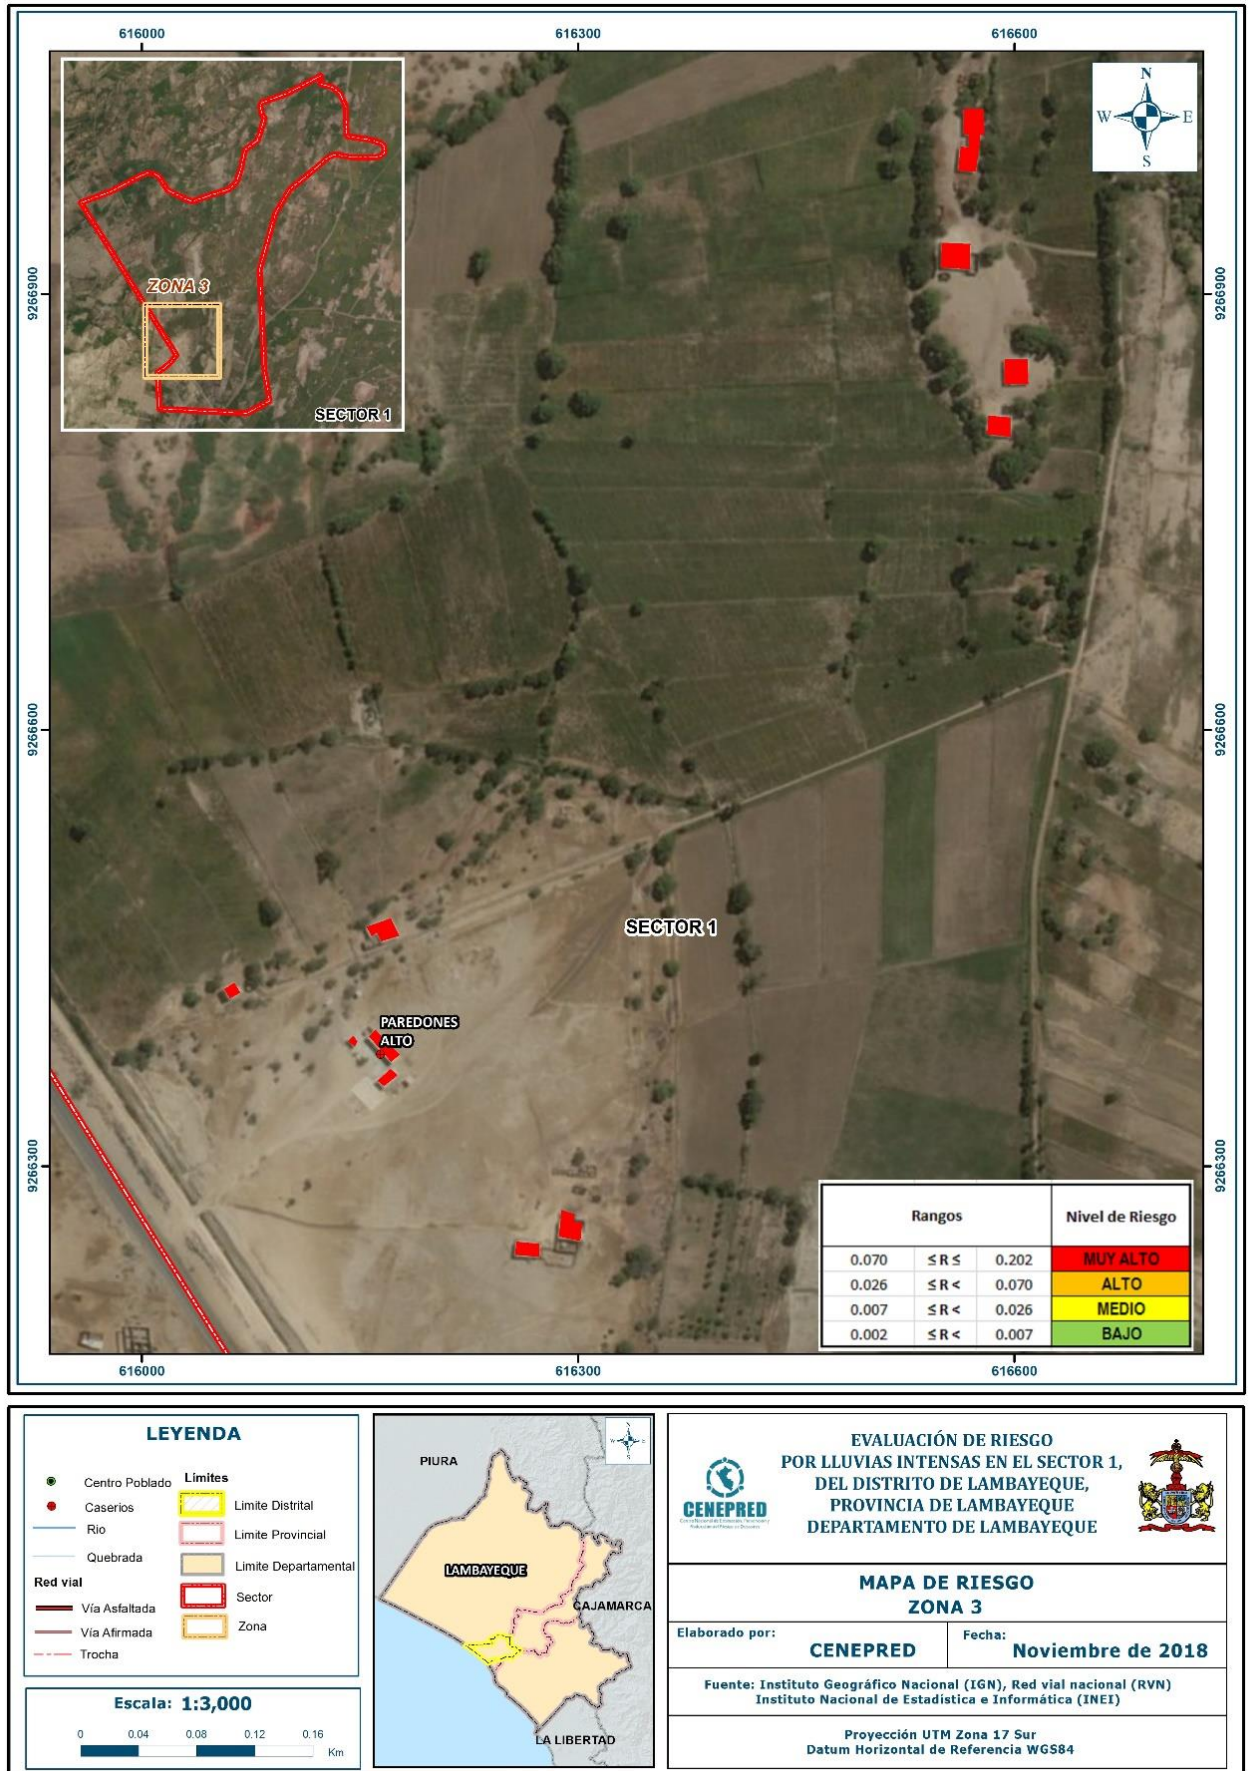 616000
616300
616600
N
W
E
S
ZONA 3
SECTOR 1
9266900
9266900
9266600
9266600
SECTOR 1
PAREDONES
ALTO
9266300
9266300
Rangos
Nivel de Riesgo
0.070 ≤ R ≤ 0.202 MUY ALTO
0.026 ≤ R < 0.070 ALTO
0.007 ≤ R < 0.026 MEDIO
0.002 ≤ R < 0.007 BAJO
616000
616300
616600
LEYENDA
Centro Poblado
Caserios
Rio
Quebrada
Red vial
Vía Asfaltada
Vía Afirmada
Trocha
Limites
Limite Distrital
Limite Provincial
Limite Departamental
Sector
Zona
Escala: 1:3,000
0 0.04 0.08 0.12 0.16
Km
PIURA
LAMBAYEQUE
CAJAMARCA
LA LIBERTAD
CENEPRED
EVALUACIÓN DE RIESGO
POR LLUVIAS INTENSAS EN EL SECTOR 1,
DEL DISTRITO DE LAMBAYEQUE,
PROVINCIA DE LAMBAYEQUE
DEPARTAMENTO DE LAMBAYEQUE
MAPA DE RIESGO
ZONA 3
Elaborado por:
CENEPRED
Fecha:
Noviembre de 2018
Fuente: Instituto Geográfico Nacional (IGN), Red vial nacional (RVN)
Instituto Nacional de Estadística e Informática (INEI)
Proyección UTM Zona 17 Sur
Datum Horizontal de Referencia WGS84